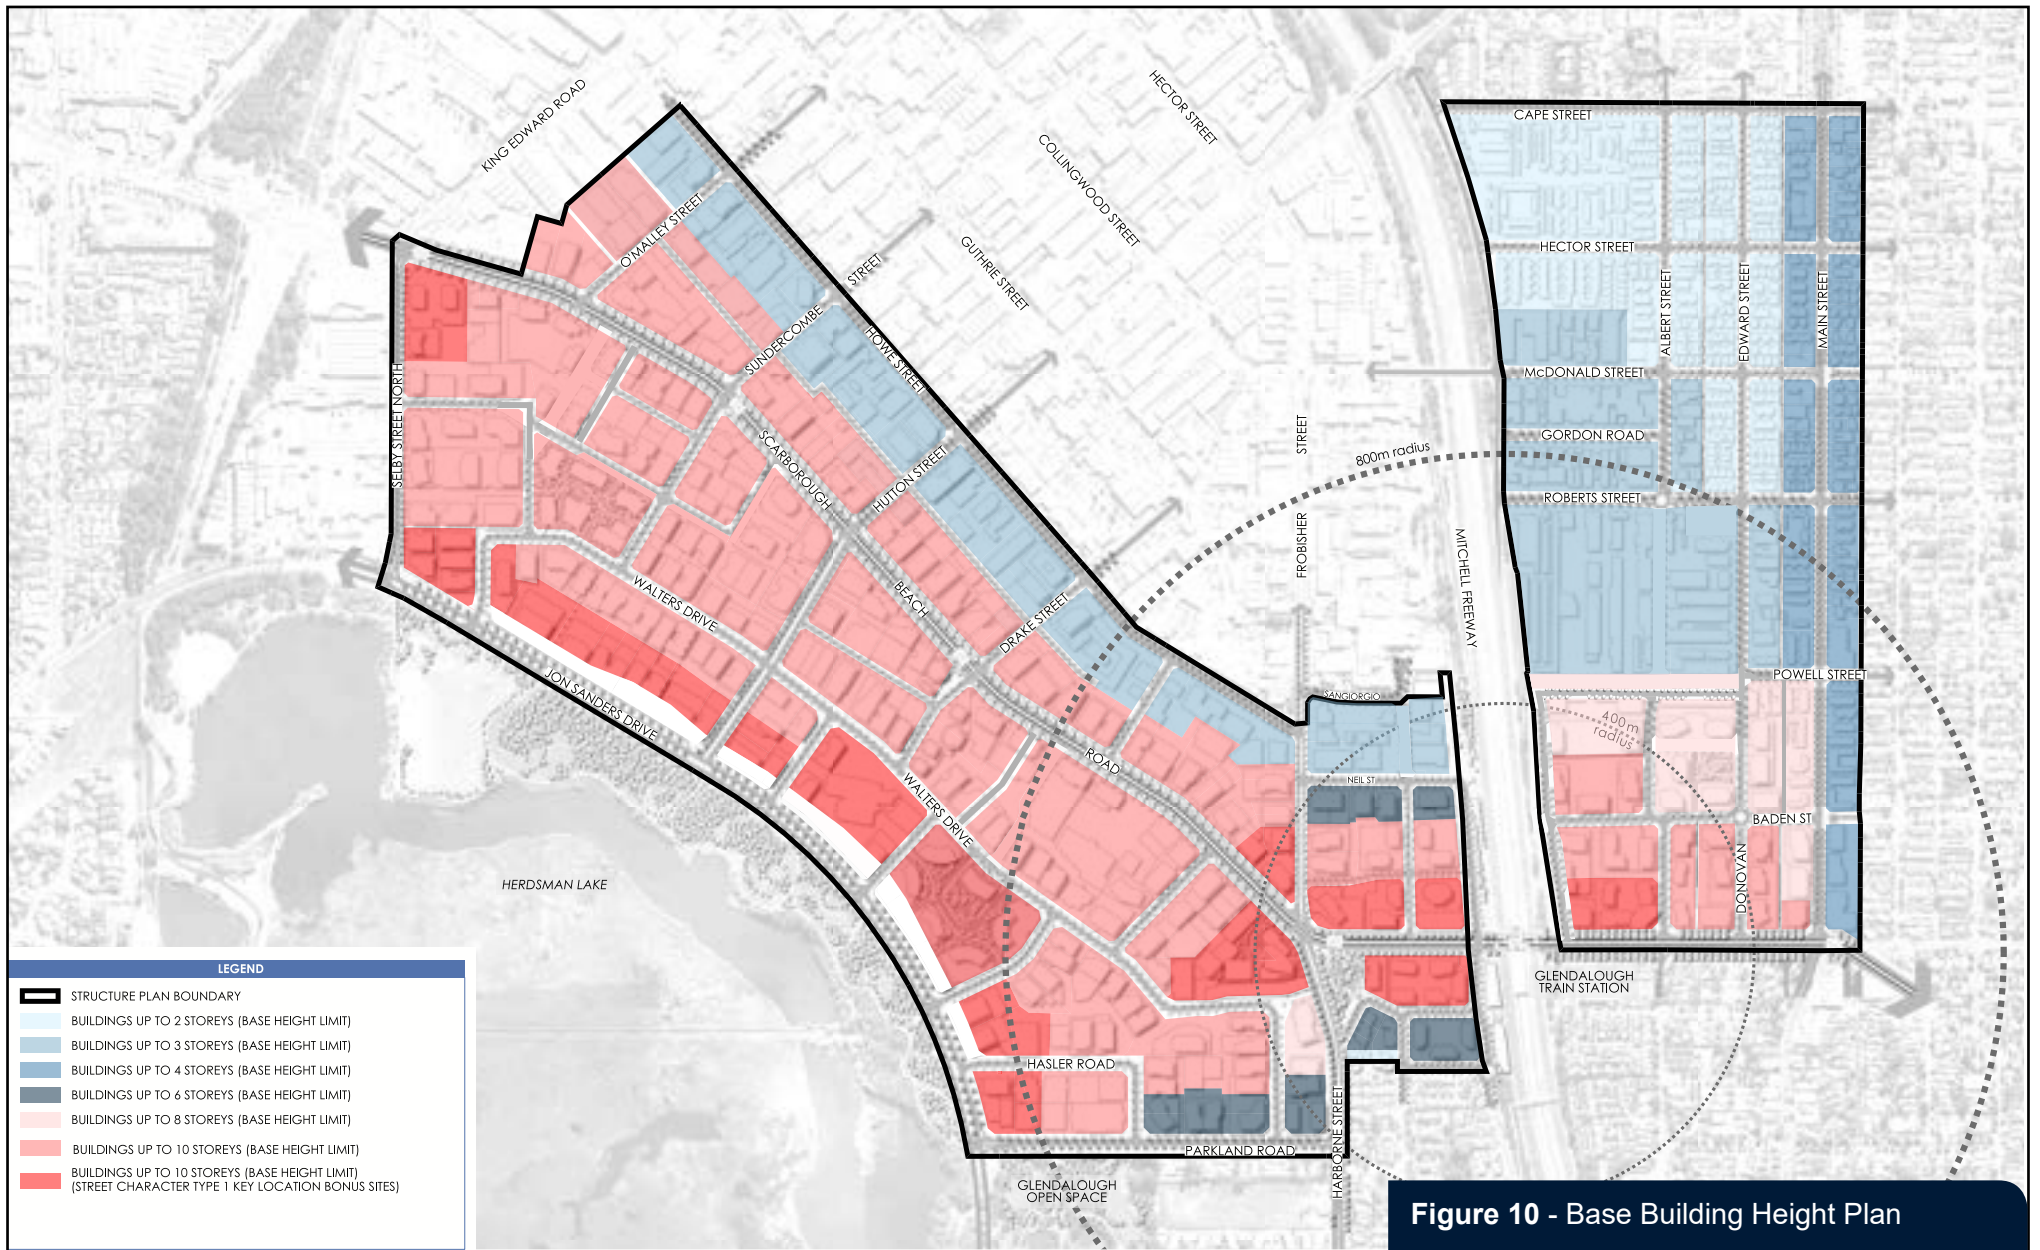 KING EDWARD ROAD
HECTOR STREET
COLLINGWOOD STREET
GUTHRIE STREET
CAPE STREET
HECTOR STREET
ALBERT STREET
EDWARD STREET
MAIN STREET
McDONALD STREET
GORDON ROAD
ROBERTS STREET
POWELL STREET
BADEN ST
DONOVAN
O'MALLEY STREET
SUNDERCOMBE
STREET
HOWE STREET
SELBY STREET NORTH
SCARBOROUGH
BEACH
ROAD
HUTTON STREET
DRAKE STREET
FROBISHER
STREET
800m radius
MITCHELL FREEWAY
400m
radius
SANGIORGIO
NEIL ST
WALTERS DRIVE
JON SANDERS DRIVE
WALTERS DRIVE
HERDSMAN LAKE
GLENDALOUGH
TRAIN STATION
HASLER ROAD
HARBORNE STREET
PARKLAND ROAD
GLENDALOUGH
OPEN SPACE
LEGEND
STRUCTURE PLAN BOUNDARY
BUILDINGS UP TO 2 STOREYS (BASE HEIGHT LIMIT)
BUILDINGS UP TO 3 STOREYS (BASE HEIGHT LIMIT)
BUILDINGS UP TO 4 STOREYS (BASE HEIGHT LIMIT)
BUILDINGS UP TO 6 STOREYS (BASE HEIGHT LIMIT)
BUILDINGS UP TO 8 STOREYS (BASE HEIGHT LIMIT)
BUILDINGS UP TO 10 STOREYS (BASE HEIGHT LIMIT)
BUILDINGS UP TO 10 STOREYS (BASE HEIGHT LIMIT)
(STREET CHARACTER TYPE 1 KEY LOCATION BONUS SITES)
Figure 10 - Base Building Height Plan